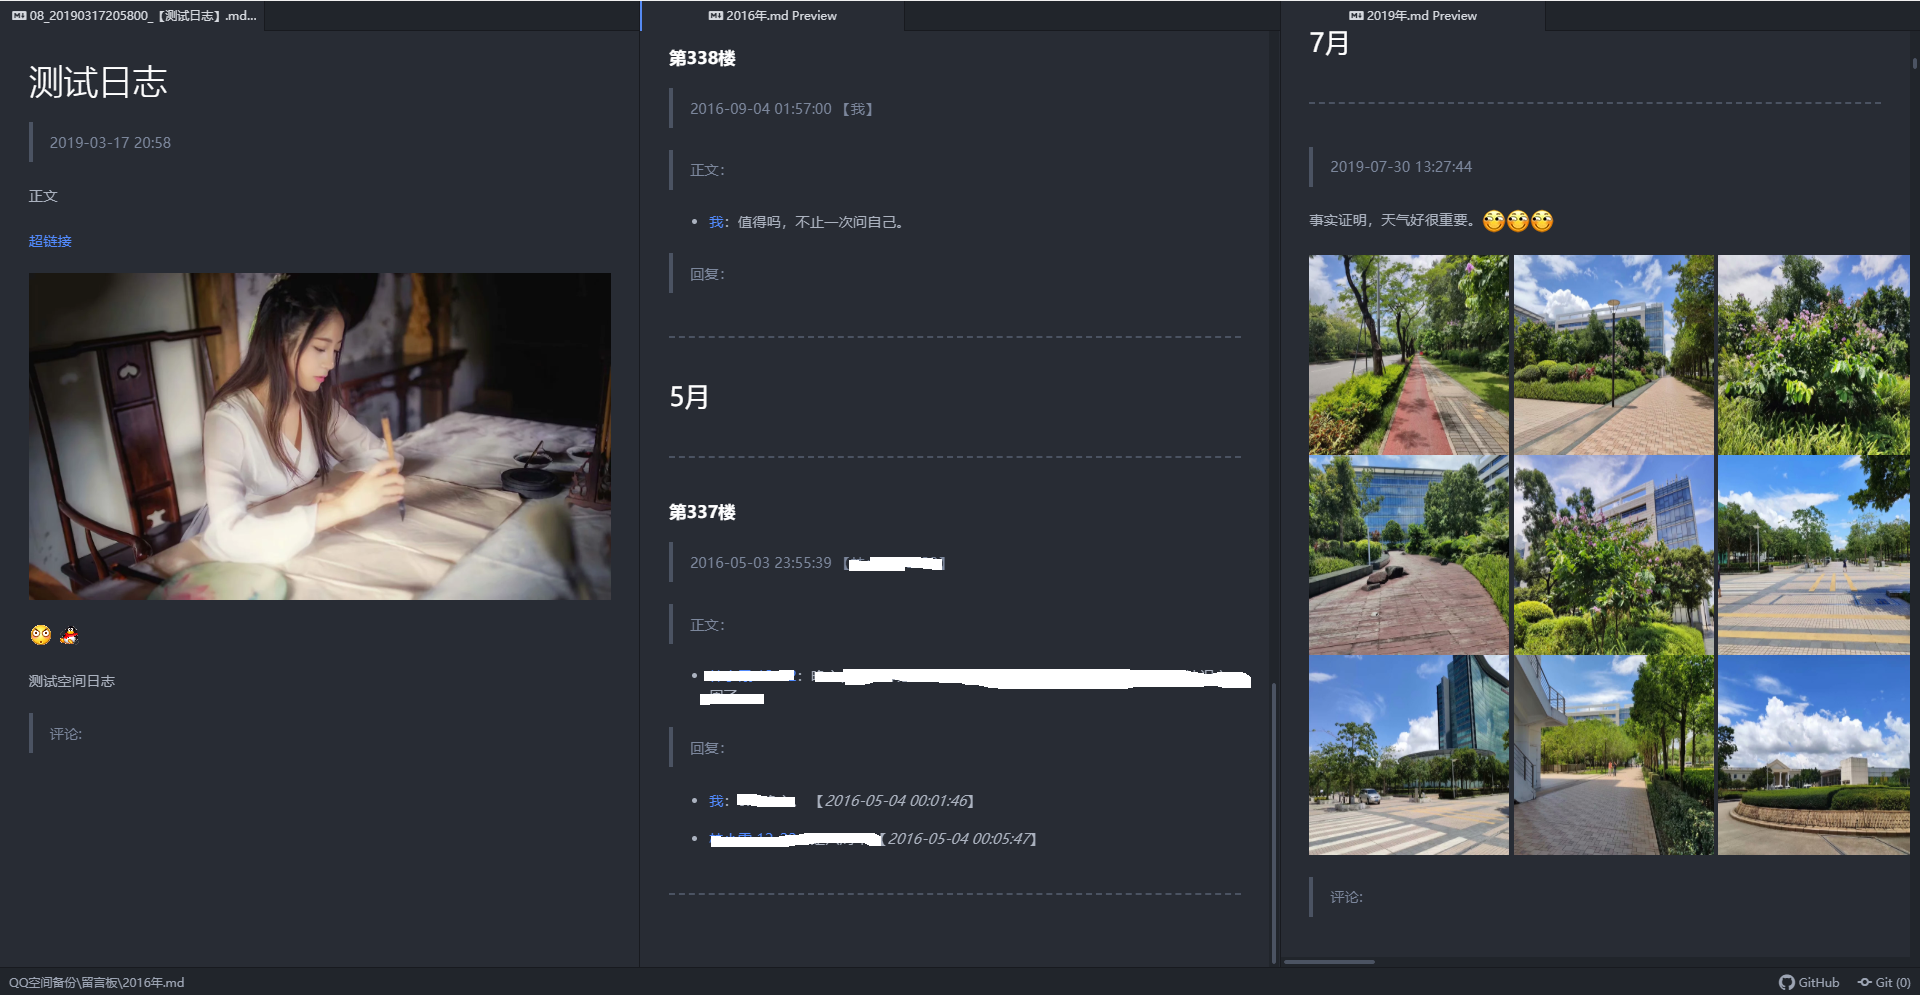 08_20190317205800_【测试日志】.md...
测试日志
2019-03-17 20:58
正文
超链接
测试空间日志
评论:
2016年.md Preview
第338楼
2016-09-04 01:57:00 【我】
正文:
我: 值得吗，不止一次问自己。
回复:
5月
第337楼
2016-05-03 23:55:39 【
正文:
回复:
我: 【2016-05-04 00:01:46】
【2016-05-04 00:05:47】
2019年.md Preview
7月
2019-07-30 13:27:44
事实证明，天气好很重要。
评论:
QQ空间备份\留言板\2016年.md
GitHub
Git (0)